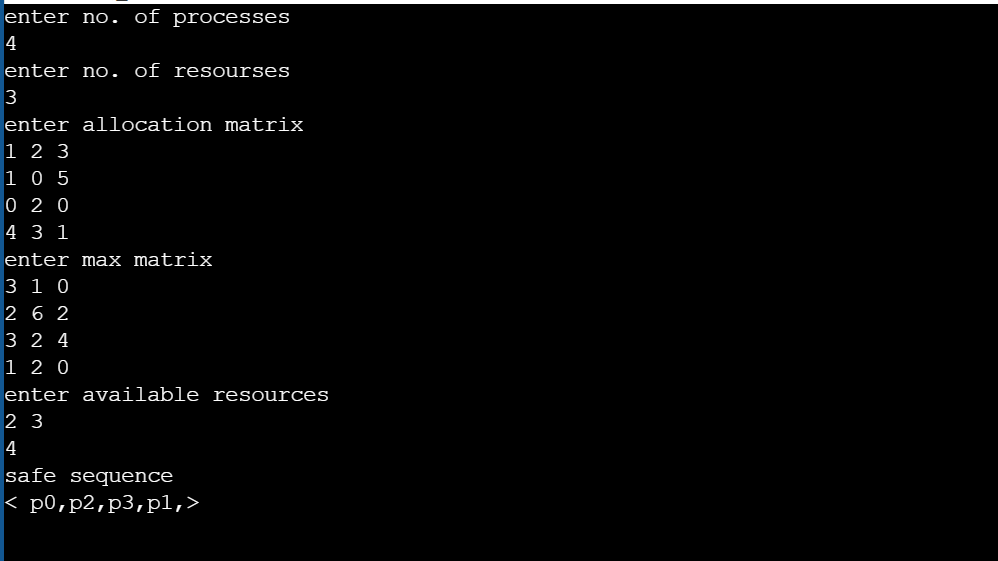 enter no. of processes
4
enter no. of resourses
3
enter allocation matrix
1 2 3
1 0 5
0 2 0
4 3 1
enter max matrix
3 1 0
2 6 2
3 2 4
1 2 0
enter available resources
2 3
4
safe sequence
< p0,p2,p3,p1,>